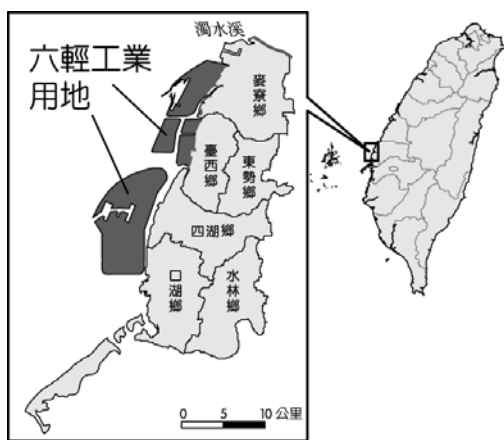 濁水溪
六輕工業
用地
麥寮鄉
臺西鄉
東勢鄉
四湖鄉
口湖鄉
水林鄉
0 5 10 公里